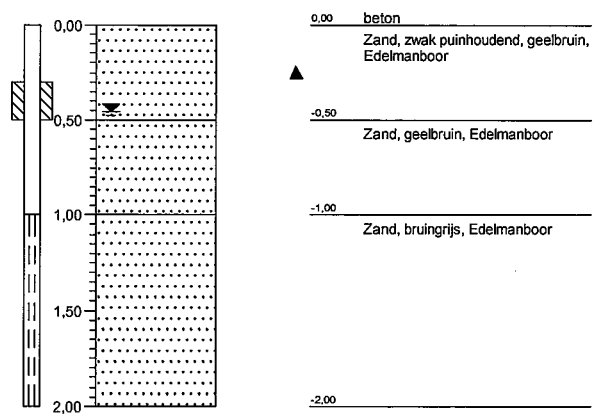 0,00
0,50
1,00
1,50
2,00
0,00 beton
Zand, zwak puinhoudend, geelbruin,
Edelmanboor
-0,50
Zand, geelbruin, Edelmanboor
-1,00
Zand, bruingrijs, Edelmanboor
-2,00